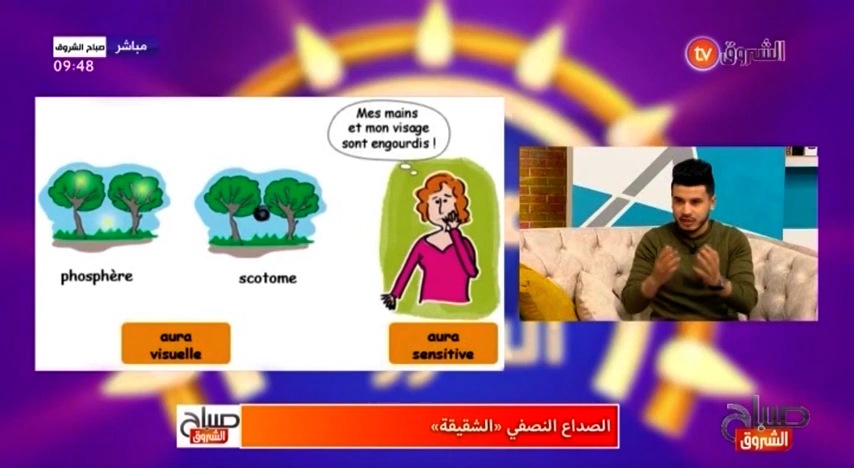 صباح الشروق مباشر
09:48
الشروق tv
Mes mains
et mon visage
sont engourdis !
phosphère
scotome
aura
visuelle
aura
sensitive
صباح
الشروق
الصداع النصفي «الشقيقة»
صباح
الشروق